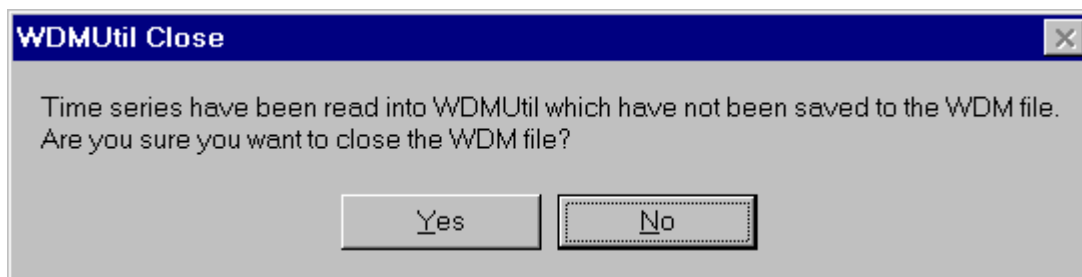 WDMUtil Close
Time series have been read into WDMUtil which have not been saved to the WDM file.
Are you sure you want to close the WDM file?
Yes No